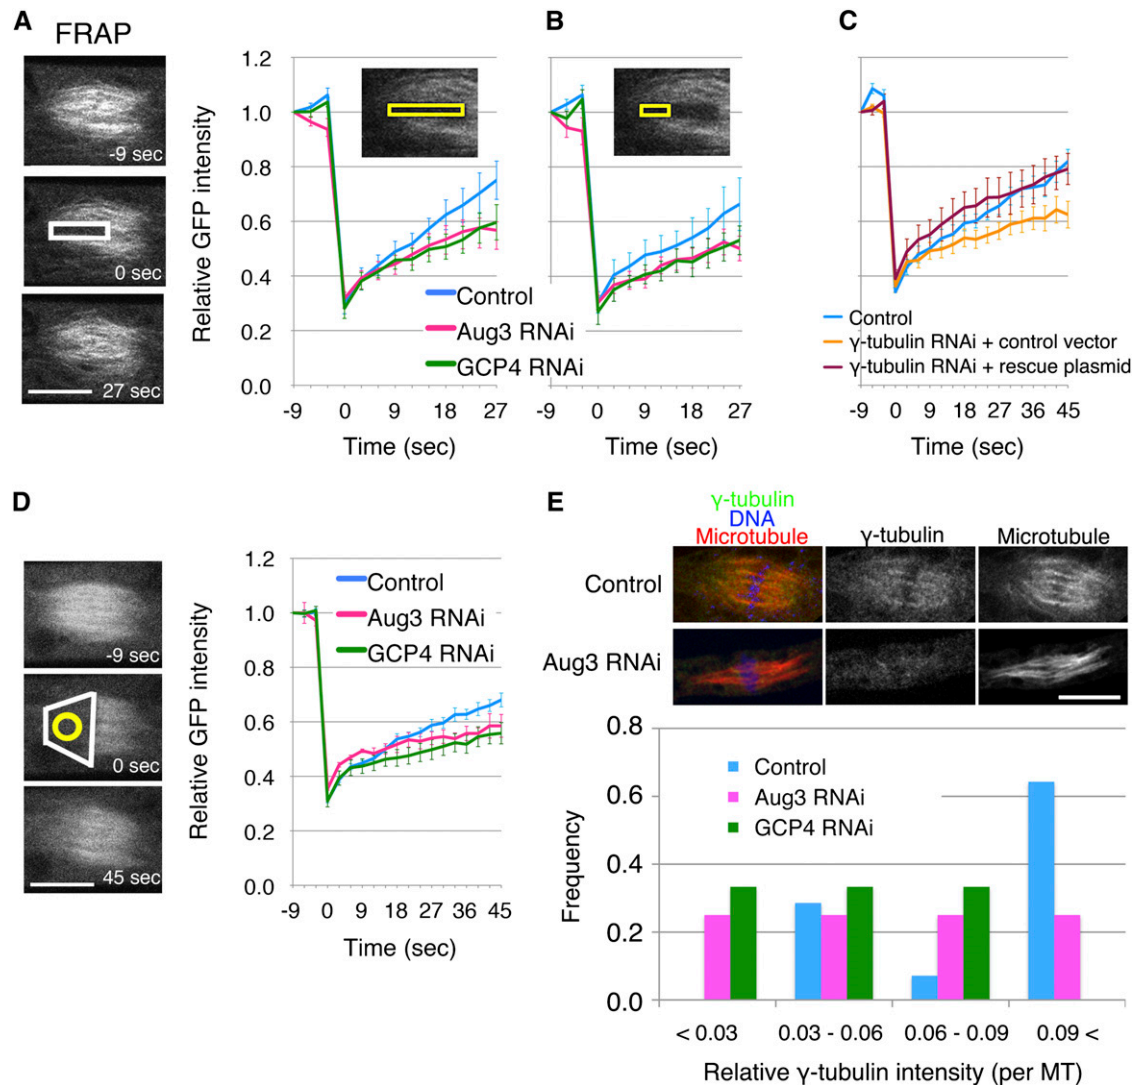 A
FRAP
-9 sec
0 sec
27 sec
Relative GFP intensity
1.2
1.0
0.8
0.6
0.4
0.2
0.0
-9 0 9 18 27
Time (sec)
Control
Aug3 RNAi
GCP4 RNAi
B
-9 0 9 18 27
Time (sec)
C
Control
γ-tubulin RNAi + control vector
γ-tubulin RNAi + rescue plasmid
-9 0 9 18 27 36 45
Time (sec)
D
-9 sec
0 sec
45 sec
Relative GFP intensity
1.2
1.0
0.8
0.6
0.4
0.2
0.0
Control
Aug3 RNAi
GCP4 RNAi
-9 0 9 18 27 36 45
Time (sec)
E
γ-tubulin
DNA
Microtubule
γ-tubulin
Microtubule
Control
Aug3 RNAi
Frequency
0.8
0.6
0.4
0.2
0.0
Control
Aug3 RNAi
GCP4 RNAi
< 0.03 0.03 - 0.06 0.06 - 0.09 0.09 <
Relative γ-tubulin intensity (per MT)